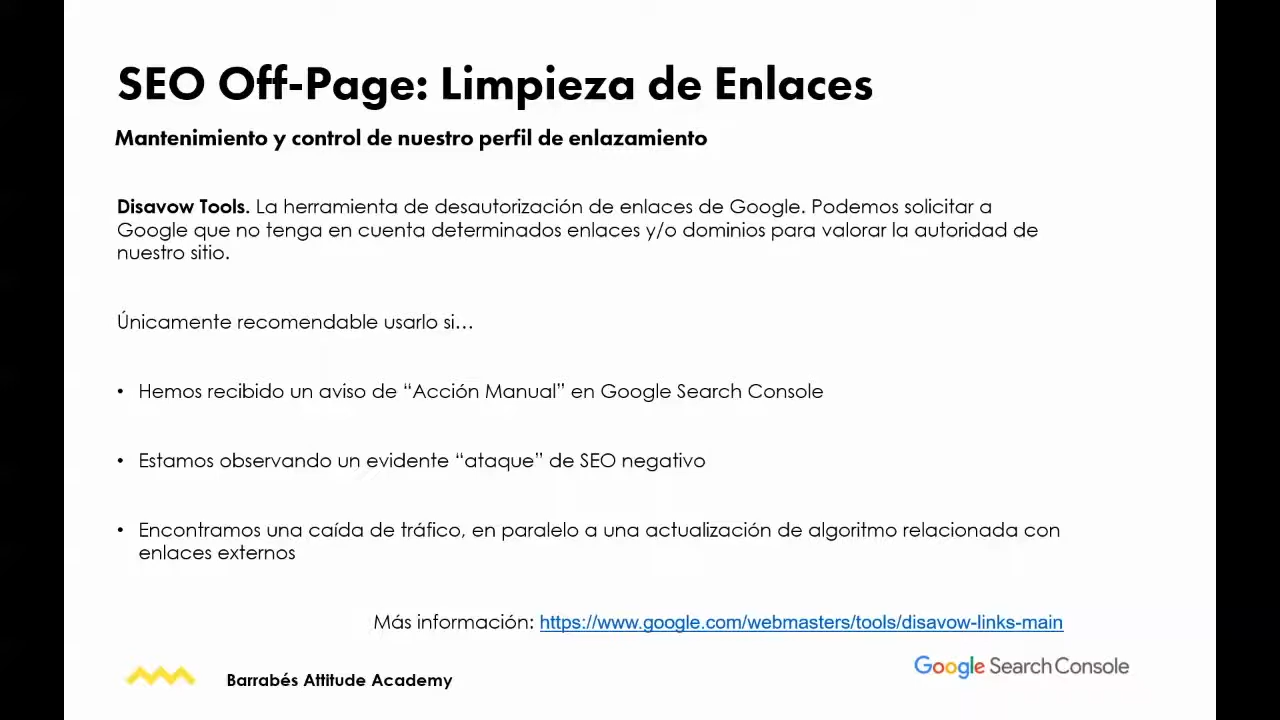 SEO Off-Page: Limpieza de Enlaces
Mantenimiento y control de nuestro perfil de enlazamiento
Disavow Tools. La herramienta de desautorización de enlaces de Google. Podemos solicitar a
Google que no tenga en cuenta determinados enlaces y/o dominios para valorar la autoridad de
nuestro sitio.
Únicamente recomendable usarlo si…
• Hemos recibido un aviso de “Acción Manual” en Google Search Console
• Estamos observando un evidente “ataque” de SEO negativo
• Encontramos una caída de tráfico, en paralelo a una actualización de algoritmo relacionada con
enlaces externos
Más información: https://www.google.com/webmasters/tools/disavow-links-main
Barrabés Attitude Academy
Google Search Console